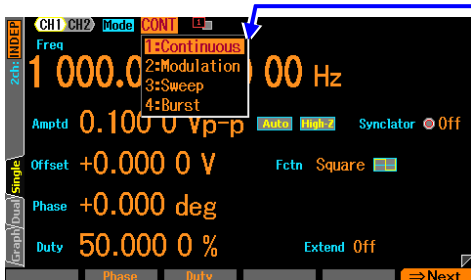 CH1 CH2 Mode CONT 1
2ch: INDEP
Freq
1:Continuous
2:Modulation
3:Sweep
4:Burst
1 000.0 00 Hz
Amptd 0.100 0 Vp-p Auto High-Z Synclator Off
Offset +0.000 0 V Fctn Square
Phase +0.000 deg
Duty 50.000 0 % Extend Off
Graph/Dual/Single
Phase Duty ⇒Next